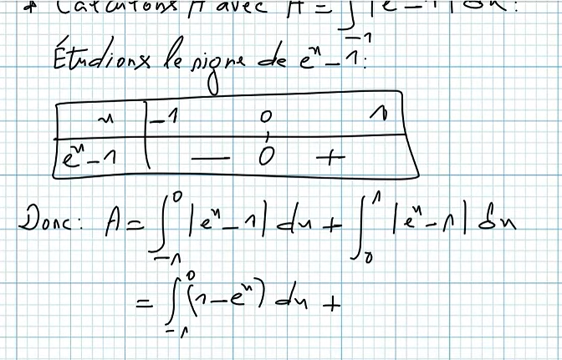 * Calculons A avec A = ∫₋₁ |eˣ - 1| dx :
Étudions le signe de eˣ - 1 :
x | -1 0 1
eˣ - 1 | — 0 +
Donc : A = ∫₋₁⁰ |eˣ - 1| dx + ∫₀¹ |eˣ - 1| dx
= ∫₋₁⁰ (1 - eˣ) dx +